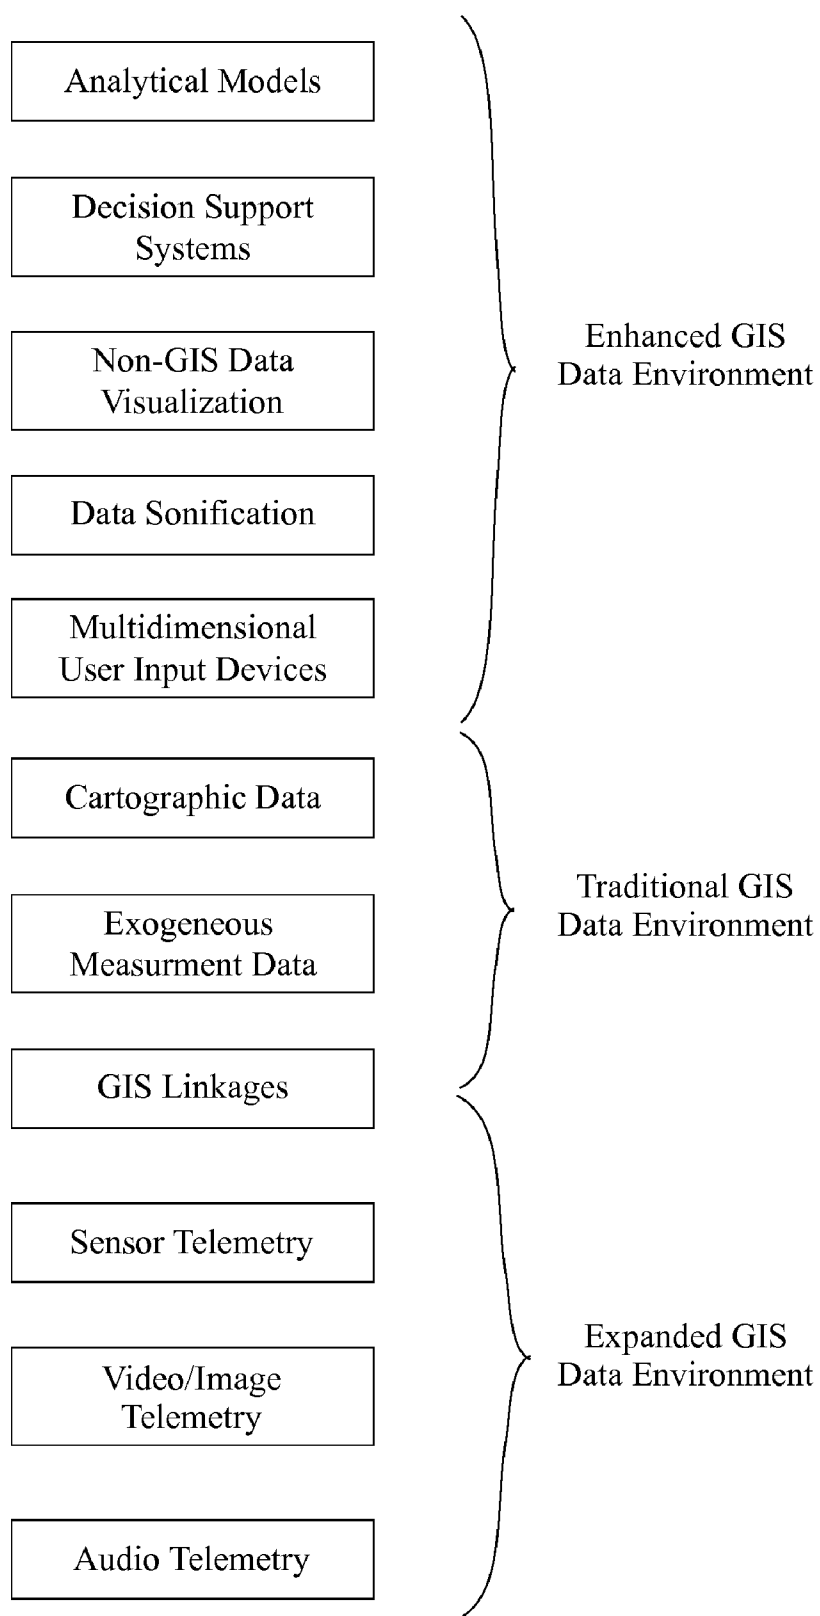 Analytical Models
Decision Support
Systems
Non-GIS Data
Visualization
Enhanced GIS
Data Environment
Data Sonification
Multidimensional
User Input Devices
Cartographic Data
Exogeneous
Measurment Data
Traditional GIS
Data Environment
GIS Linkages
Sensor Telemetry
Video/Image
Telemetry
Expanded GIS
Data Environment
Audio Telemetry